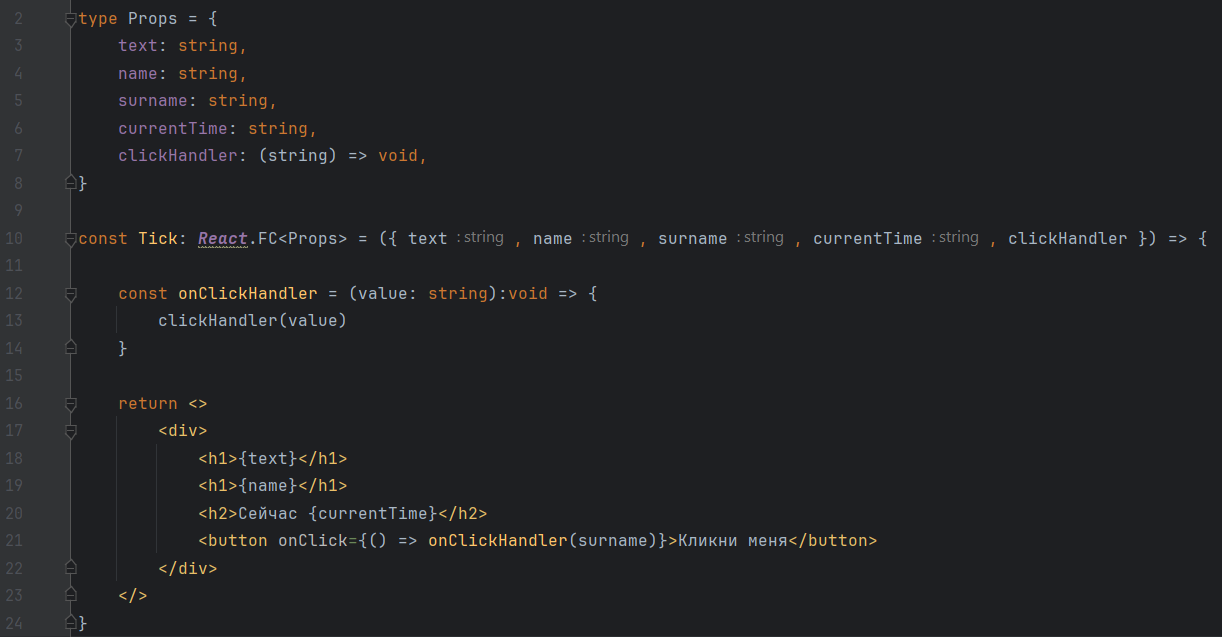 2 type Props = {
3 text: string,
4 name: string,
5 surname: string,
6 currentTime: string,
7 clickHandler: (string) => void,
8 }
9
10 const Tick: React.FC<Props> = ({ text : string , name : string , surname : string , currentTime : string , clickHandler }) => {
11
12 const onClickHandler = (value: string):void => {
13 clickHandler(value)
14 }
15
16 return <>
17 <div>
18 <h1>{text}</h1>
19 <h1>{name}</h1>
20 <h2>Сейчас {currentTime}</h2>
21 <button onClick={() => onClickHandler(surname)}>Кликни меня</button>
22 </div>
23 </>
24 }